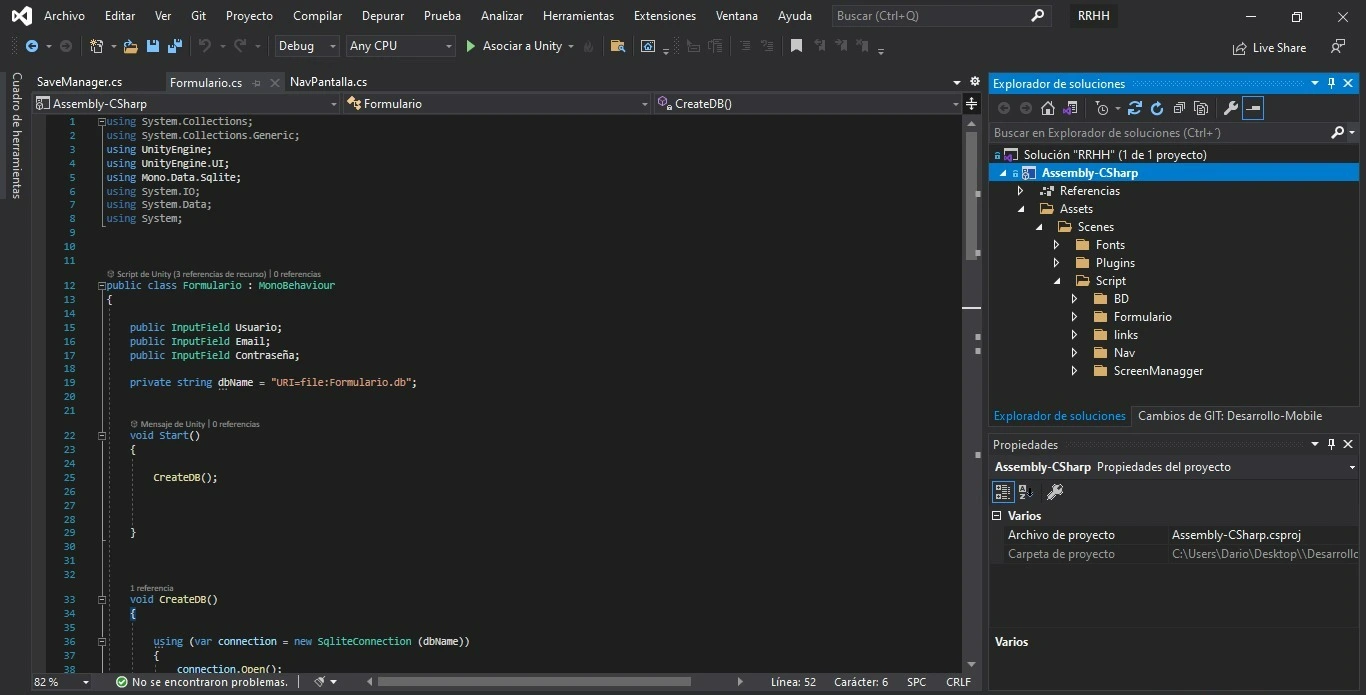 Archivo Editar Ver Git Proyecto Compilar Depurar Prueba Analizar Herramientas Extensiones Ventana Ayuda Buscar (Ctrl+Q) RRHH
Debug Any CPU Asociar a Unity Live Share
Cuadro de herramientas
SaveManager.cs Formulario.cs NavPantalla.cs
Assembly-CSharp Formulario CreateDB()
1 using System.Collections;
2 using System.Collections.Generic;
3 using UnityEngine;
4 using UnityEngine.UI;
5 using Mono.Data.Sqlite;
6 using System.IO;
7 using System.Data;
8 using System;
9
10
11
Script de Unity (3 referencias de recurso) | 0 referencias
12 public class Formulario : MonoBehaviour
13 {
14
15 public InputField Usuario;
16 public InputField Email;
17 public InputField Contraseña;
18
19 private string dbName = "URI=file:Formulario.db";
20
21
Mensaje de Unity | 0 referencias
22 void Start()
23 {
24
25 CreateDB();
26
27
28
29 }
30
31
32
1 referencia
33 void CreateDB()
34 {
35
36 using (var connection = new SqliteConnection (dbName))
37 {
38 connection.Open();
82 % No se encontraron problemas. Línea: 52 Carácter: 6 SPC CRLF
Explorador de soluciones
Buscar en Explorador de soluciones (Ctrl+´)
Solución "RRHH" (1 de 1 proyecto)
Assembly-CSharp
Referencias
Assets
Scenes
Fonts
Plugins
Script
BD
Formulario
links
Nav
ScreenManagger
Explorador de soluciones Cambios de GIT: Desarrollo-Mobile
Propiedades
Assembly-CSharp Propiedades del proyecto
Varios
Archivo de proyecto Assembly-CSharp.csproj
Carpeta de proyecto C:\Users\Dario\Desktop\\Desarrollo
Varios